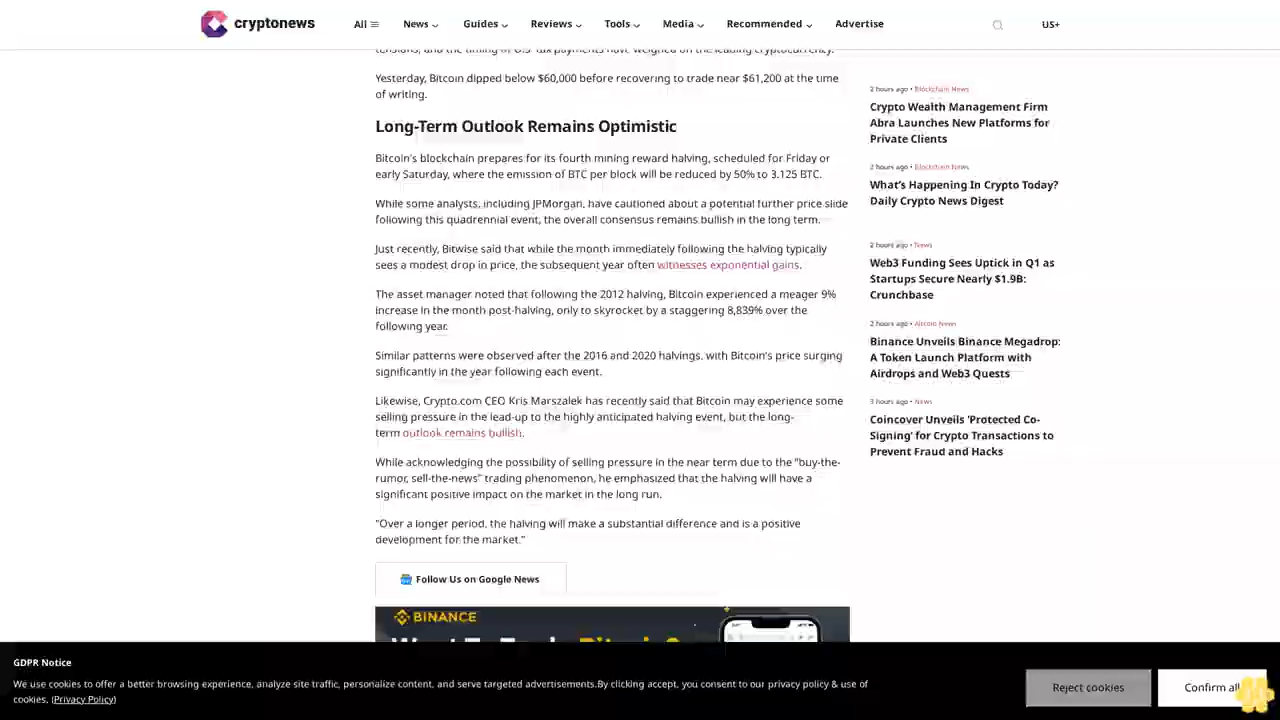 cryptonews
All
News
Guides
Reviews
Tools
Media
Recommended
Advertise
US+
tensions, and the timing of U.S. tax payments have weighed on the leading cryptocurrency.
Yesterday, Bitcoin dipped below $60,000 before recovering to trade near $61,200 at the time
of writing.
Long-Term Outlook Remains Optimistic
Bitcoin's blockchain prepares for its fourth mining reward halving, scheduled for Friday or
early Saturday, where the emission of BTC per block will be reduced by 50% to 3.125 BTC.
While some analysts, including JPMorgan, have cautioned about a potential further price slide
following this quadrennial event, the overall consensus remains bullish in the long term.
Just recently, Bitwise said that while the month immediately following the halving typically
sees a modest drop in price, the subsequent year often witnesses exponential gains.
The asset manager noted that following the 2012 halving, Bitcoin experienced a meager 9%
increase in the month post-halving, only to skyrocket by a staggering 8,839% over the
following year.
Similar patterns were observed after the 2016 and 2020 halvings, with Bitcoin's price surging
significantly in the year following each event.
Likewise, Crypto.com CEO Kris Marszalek has recently said that Bitcoin may experience some
selling pressure in the lead-up to the highly anticipated halving event, but the long-
term outlook remains bullish.
While acknowledging the possibility of selling pressure in the near term due to the "buy-the-
rumor, sell-the-news" trading phenomenon, he emphasized that the halving will have a
significant positive impact on the market in the long run.
"Over a longer period, the halving will make a substantial difference and is a positive
development for the market."
Follow Us on Google News
BINANCE
Want To Trade Bitcoin?
2 hours ago • Blockchain News
Crypto Wealth Management Firm
Abra Launches New Platforms for
Private Clients
2 hours ago • Blockchain News
What's Happening In Crypto Today?
Daily Crypto News Digest
2 hours ago • News
Web3 Funding Sees Uptick in Q1 as
Startups Secure Nearly $1.9B:
Crunchbase
2 hours ago • Altcoin News
Binance Unveils Binance Megadrop:
A Token Launch Platform with
Airdrops and Web3 Quests
3 hours ago • News
Coincover Unveils 'Protected Co-
Signing' for Crypto Transactions to
Prevent Fraud and Hacks
GDPR Notice
We use cookies to offer a better browsing experience, analyze site traffic, personalize content, and serve targeted advertisements.By clicking accept, you consent to our privacy policy & use of
cookies. (Privacy Policy)
Reject cookies
Confirm all